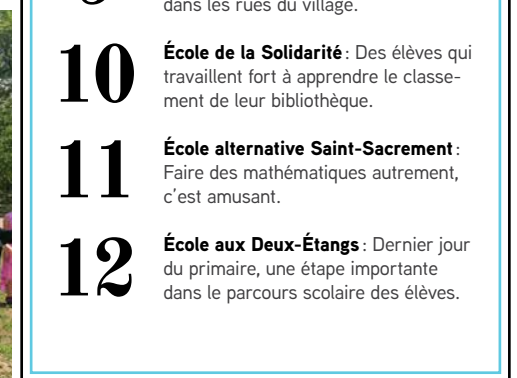 dans les rues du village.
10
École de la Solidarité : Des élèves qui
travaillent fort à apprendre le classe-
ment de leur bibliothèque.
11
École alternative Saint-Sacrement :
Faire des mathématiques autrement,
c'est amusant.
12
École aux Deux-Étangs : Dernier jour
du primaire, une étape importante
dans le parcours scolaire des élèves.